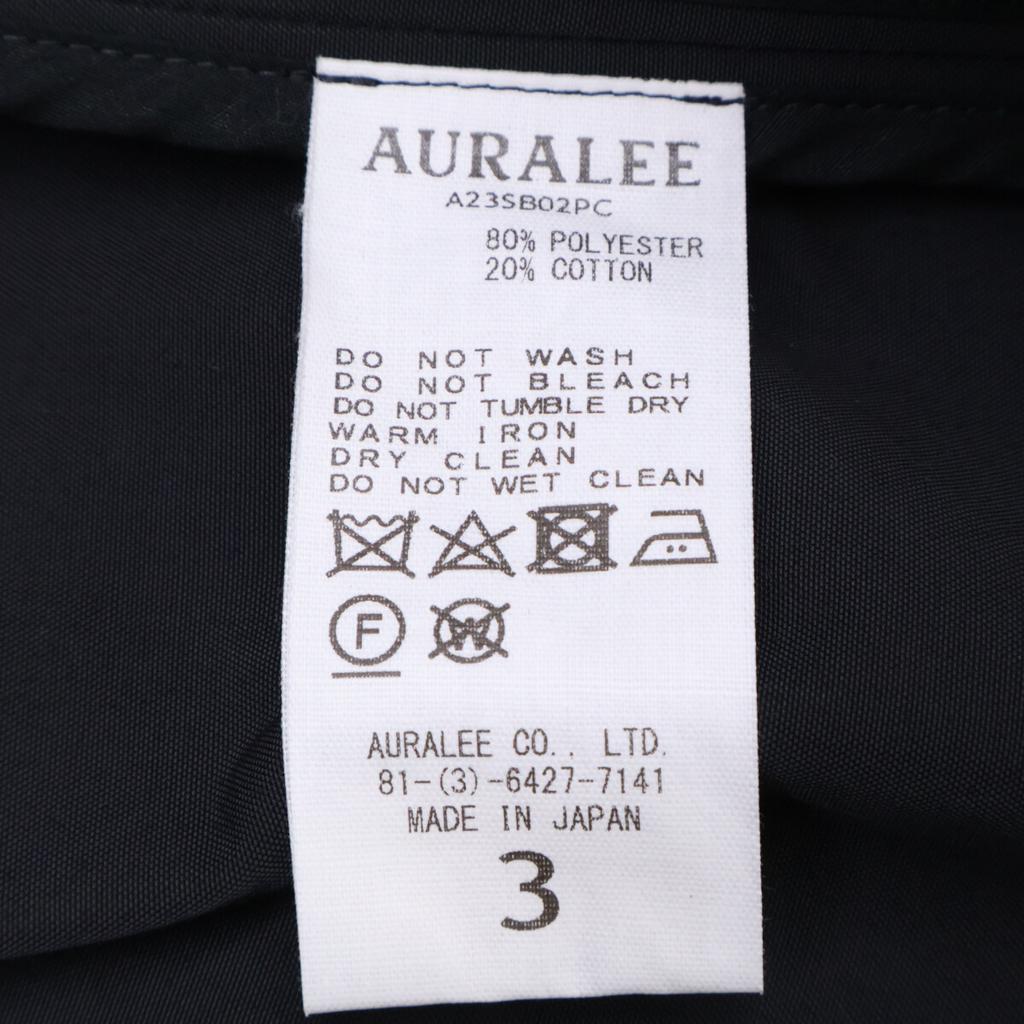 AURALEE
A23SB02PC
80% POLYESTER
20% COTTON
DO NOT WASH
DO NOT BLEACH
DO NOT TUMBLE DRY
WARM IRON
DRY CLEAN
DO NOT WET CLEAN
F W
AURALEE CO., LTD.
81-(3)-6427-7141
MADE IN JAPAN
3